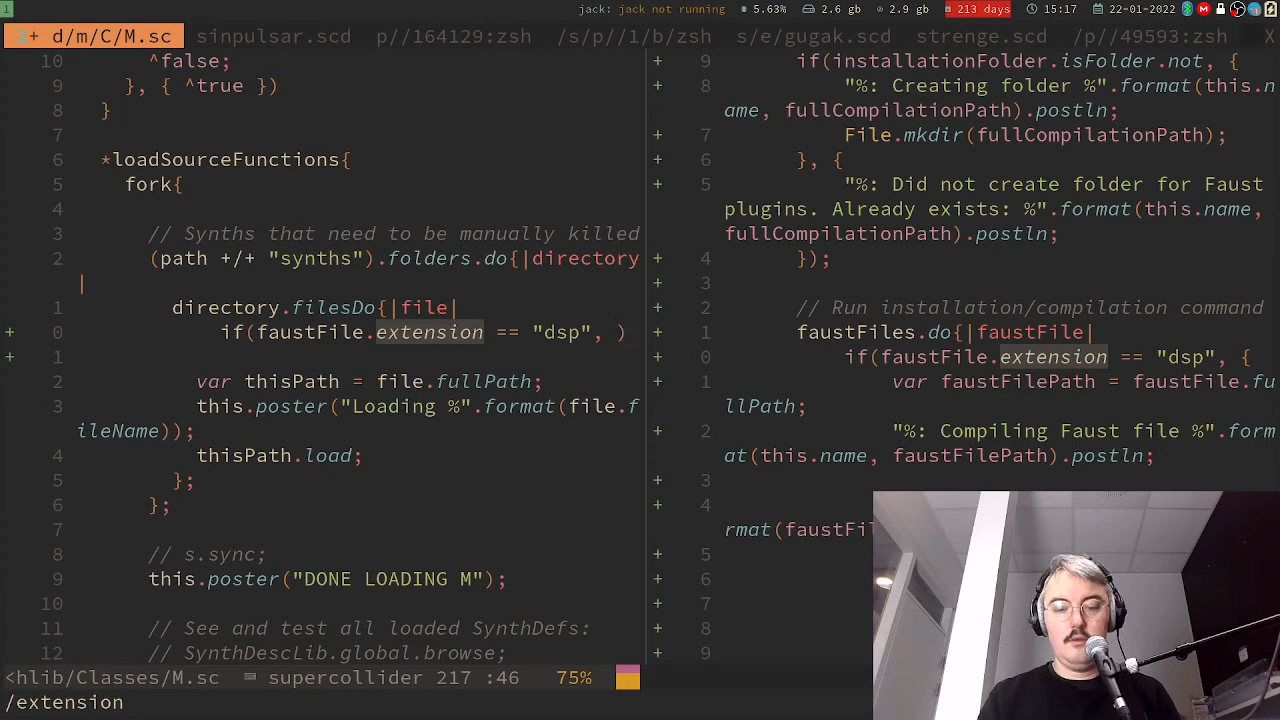 1 jack: jack not running 5.63% 2.6 gb 2.9 gb 213 days 15:17 22-01-2022
2+ d/m/C/M.sc sinpulsar.scd p//164129:zsh /s/p//1/b/zsh s/e/gugak.scd strenge.scd /p//49593:zsh X
10 ^false;
9 }, { ^true })
8 }
7
6 *loadSourceFunctions{
5 fork{
4
3 // Synths that need to be manually killed
2 (path +/+ "synths").folders.do{|directory
|
1 directory.filesDo{|file|
+ 0 if(faustFile.extension == "dsp", )
+ 1
2 var thisPath = file.fullPath;
3 this.poster("Loading %".format(file.f
ileName));
4 thisPath.load;
5 };
6 };
7
8 // s.sync;
9 this.poster("DONE LOADING M");
10
11 // See and test all loaded SynthDefs:
12 // SynthDescLib.global.browse;
<hlib/Classes/M.sc supercollider 217 :46 75%
/extension
+ 9 if(installationFolder.isFolder.not, {
+ 8 "%: Creating folder %".format(this.n
ame, fullCompilationPath).postln;
+ 7 File.mkdir(fullCompilationPath);
+ 6 }, {
+ 5 "%: Did not create folder for Faust
plugins. Already exists: %".format(this.name,
fullCompilationPath).postln;
+ 4 });
+ 3
+ 2 // Run installation/compilation command
+ 1 faustFiles.do{|faustFile|
+ 0 if(faustFile.extension == "dsp", {
+ 1 var faustFilePath = faustFile.fu
llPath;
+ 2 "%: Compiling Faust file %".form
at(this.name, faustFilePath).postln;
+ 3
+ 4
rmat(faustFil
+ 5
+ 6
+ 7
+ 8
+ 9